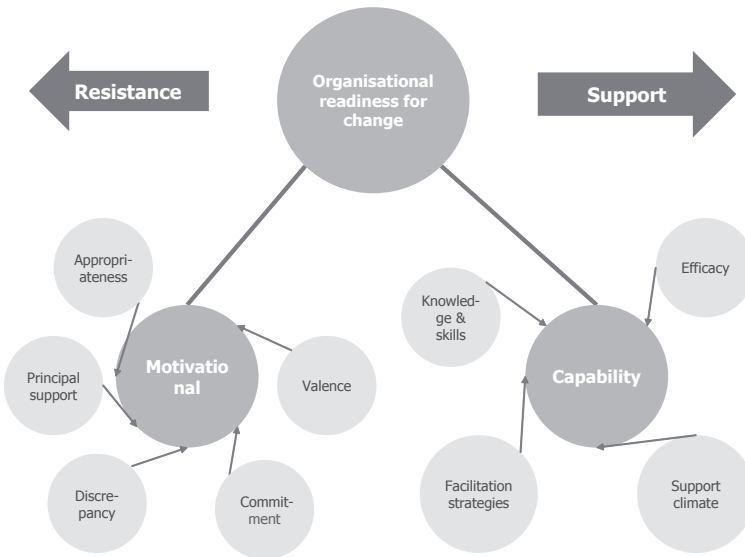 Resistance
Organisational
readiness for
change
Support
Appropri-
ateness
Efficacy
Knowled-
ge &
skills
Principal
support
Motivatio
nal
Valence
Capability
Discre-
pancy
Commit-
ment
Facilitation
strategies
Support
climate